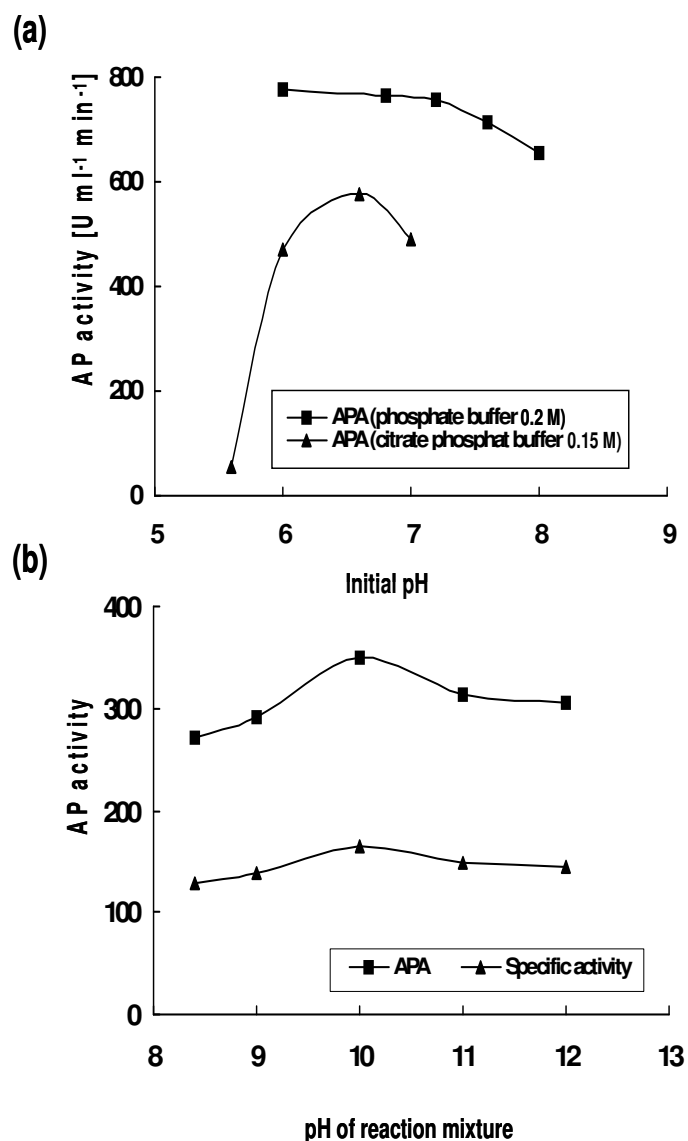 (a)
AP activity [U ml-1 min-1]
800
600
400
200
0
5 6 7 8 9
Initial pH
APA (phosphate buffer 0.2 M)
APA (citrate phosphat buffer 0.15 M)
(b)
AP activity
400
300
200
100
0
8 9 10 11 12 13
pH of reaction mixture
APA Specific activity